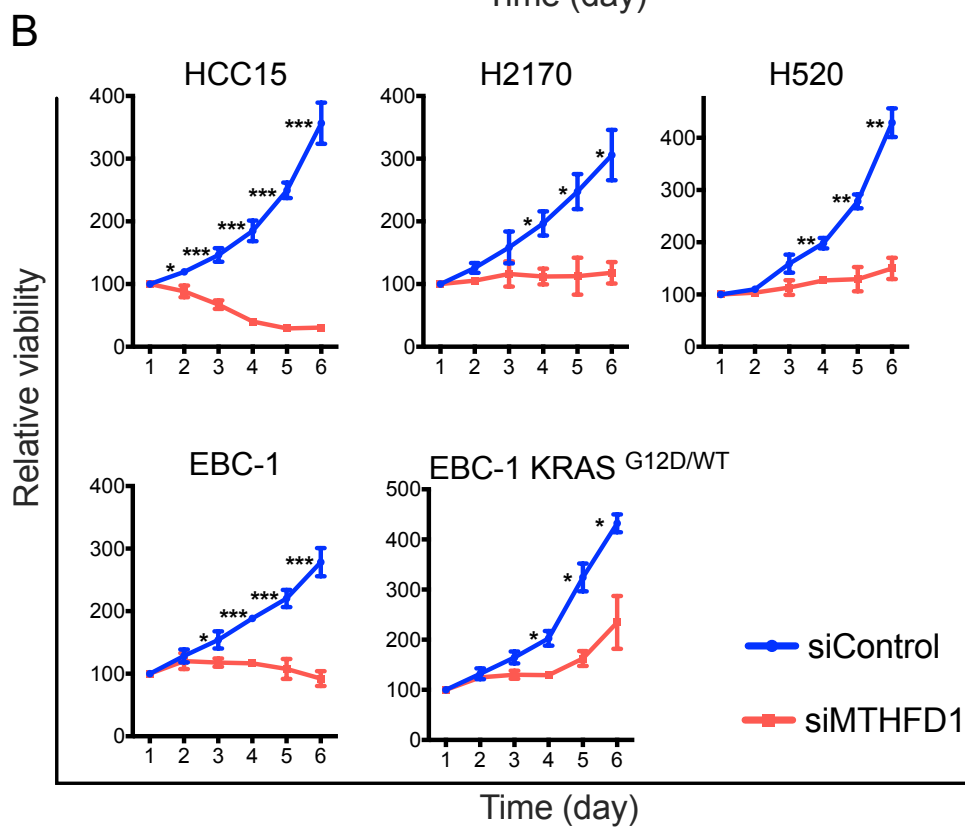 Time (day)
B
HCC15
H2170
H520
400
300
200
100
0
*
***
***
***
***
1 2 3 4 5 6
400
300
200
100
0
*
*
*
1 2 3 4 5 6
400
300
200
100
0
**
**
**
1 2 3 4 5 6
Relative viability
EBC-1
EBC-1 KRAS G12D/WT
400
300
200
100
0
*
***
***
***
1 2 3 4 5 6
500
400
300
200
100
0
*
*
*
1 2 3 4 5 6
siControl
siMTHFD1
Time (day)